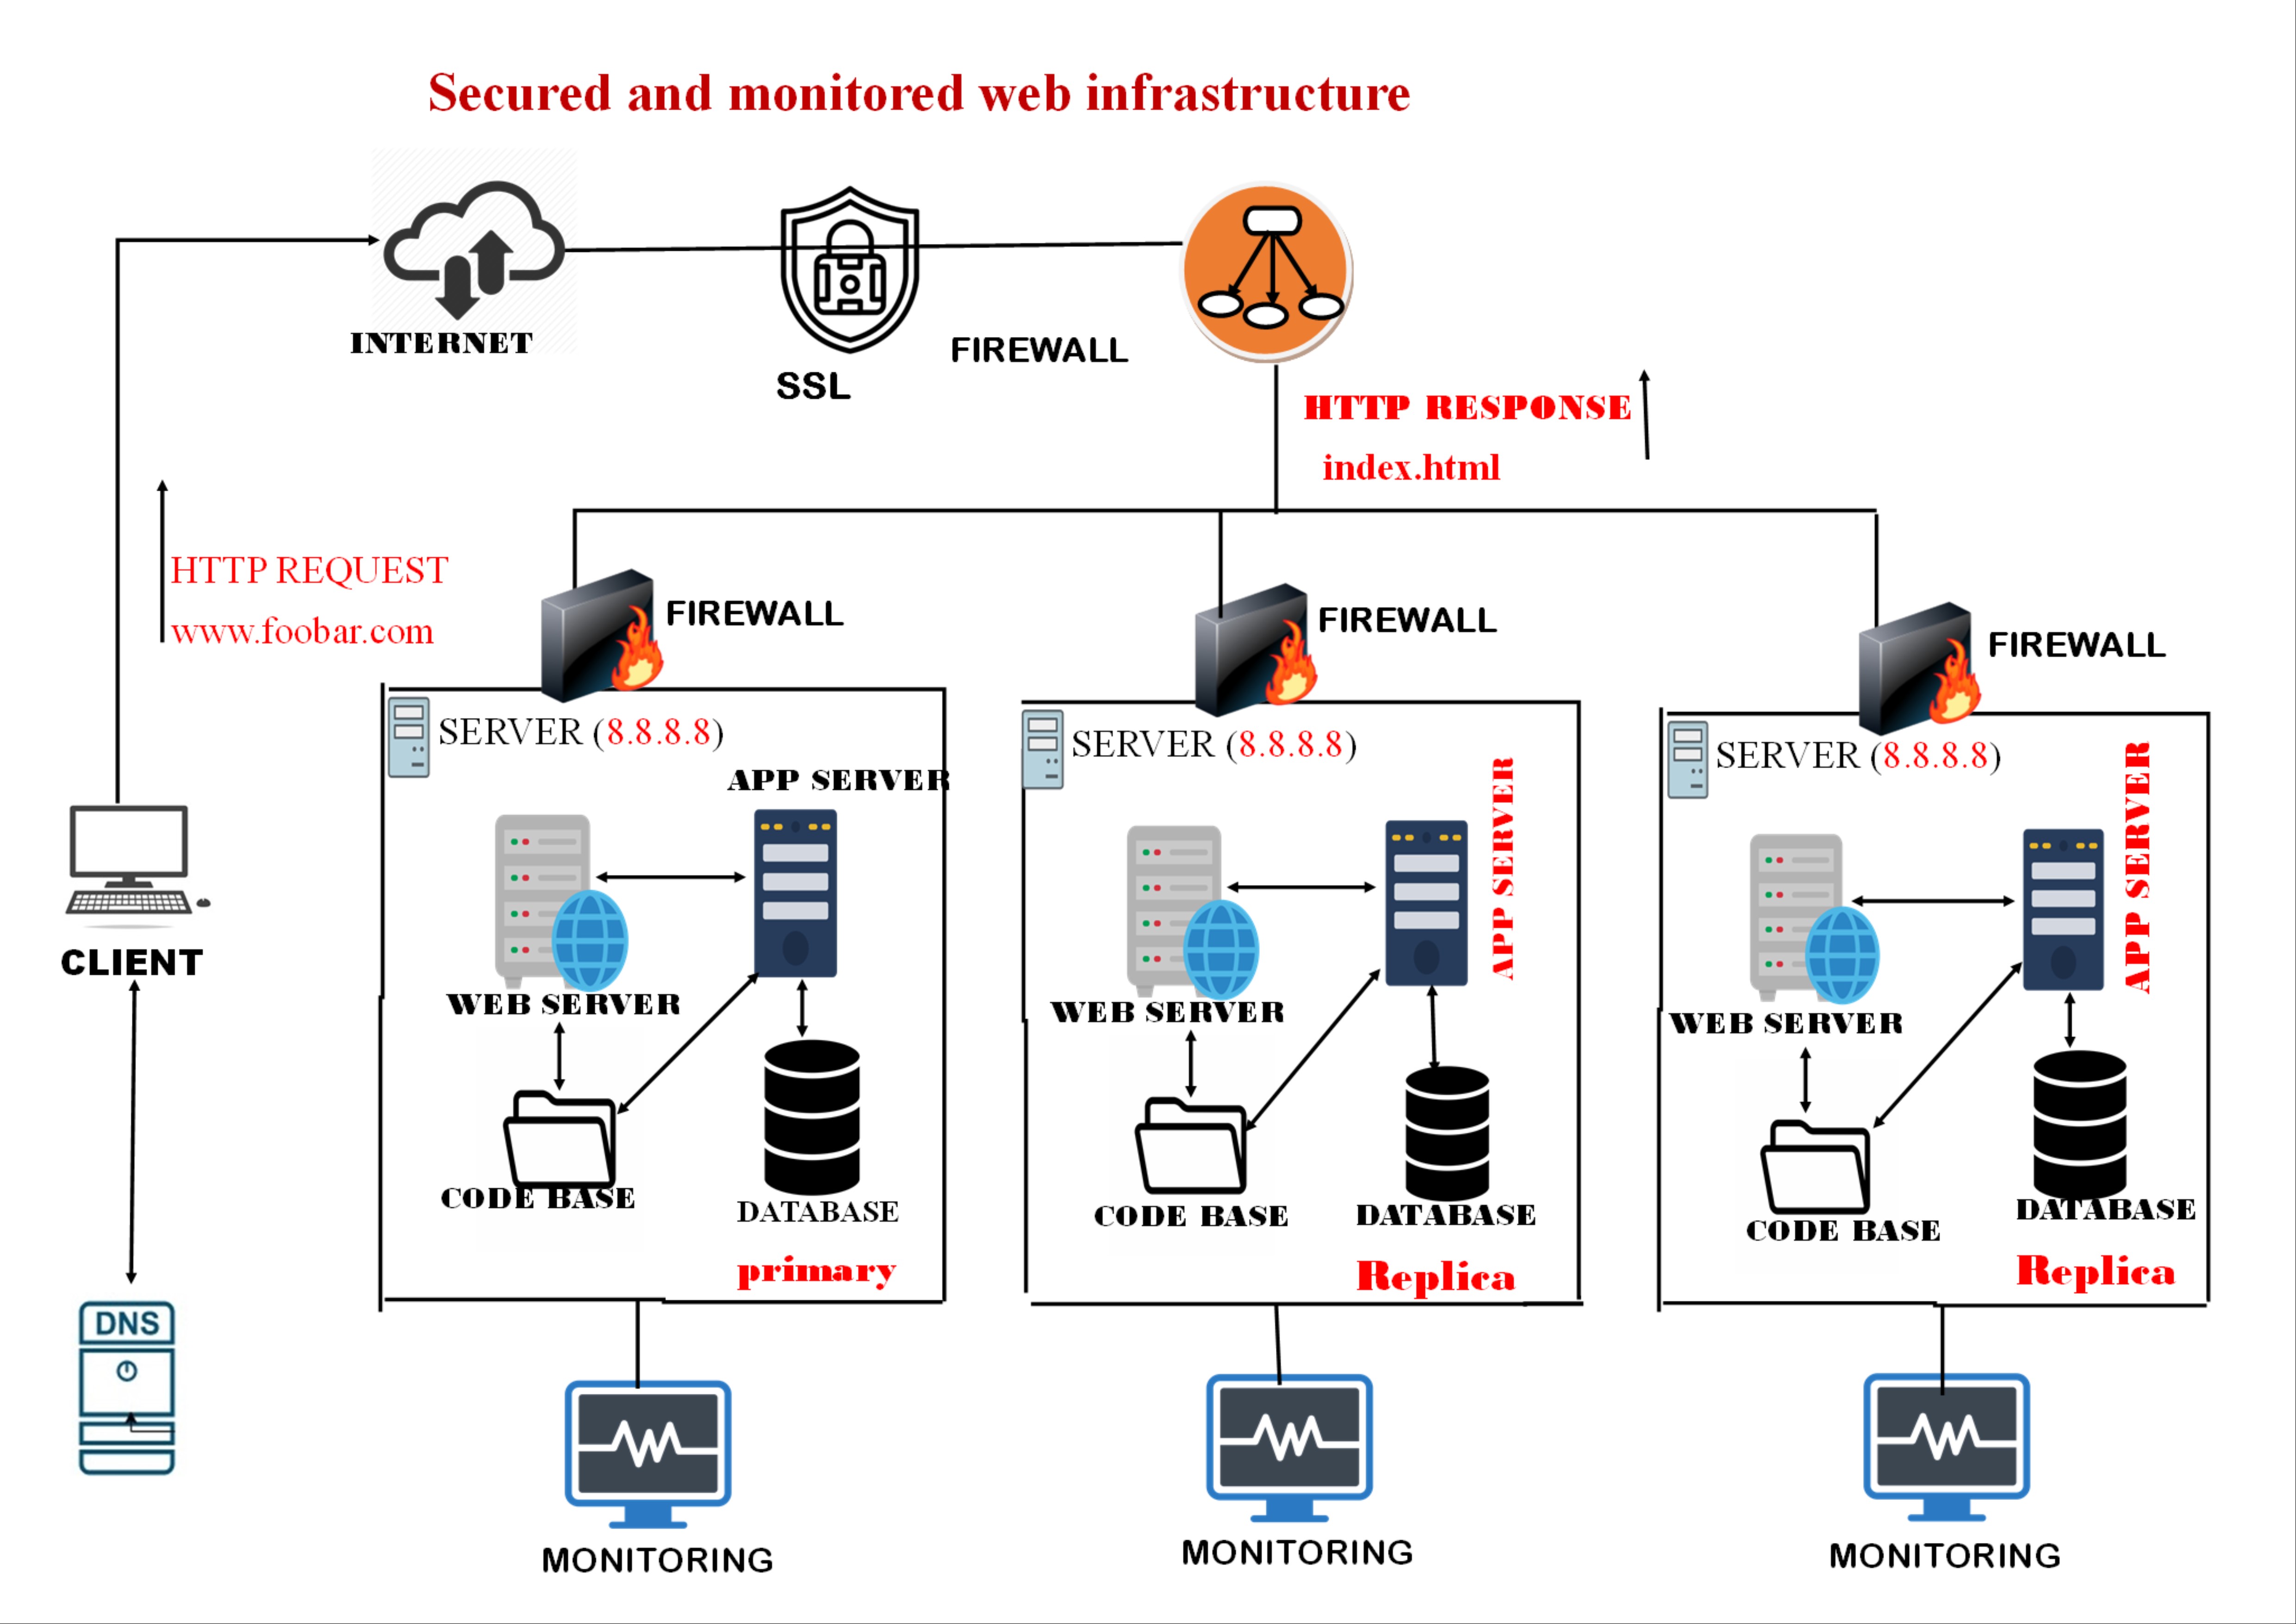 Secured and monitored web infrastructure
INTERNET
SSL
FIREWALL
HTTP RESPONSE
index.html
HTTP REQUEST
www.foobar.com
FIREWALL
FIREWALL
FIREWALL
SERVER (8.8.8.8)
SERVER (8.8.8.8)
SERVER (8.8.8.8)
APP SERVER
APP SERVER
APP SERVER
CLIENT
WEB SERVER
WEB SERVER
WEB SERVER
CODE BASE
DATABASE
primary
CODE BASE
DATABASE
Replica
CODE BASE
DATABASE
Replica
DNS
MONITORING
MONITORING
MONITORING